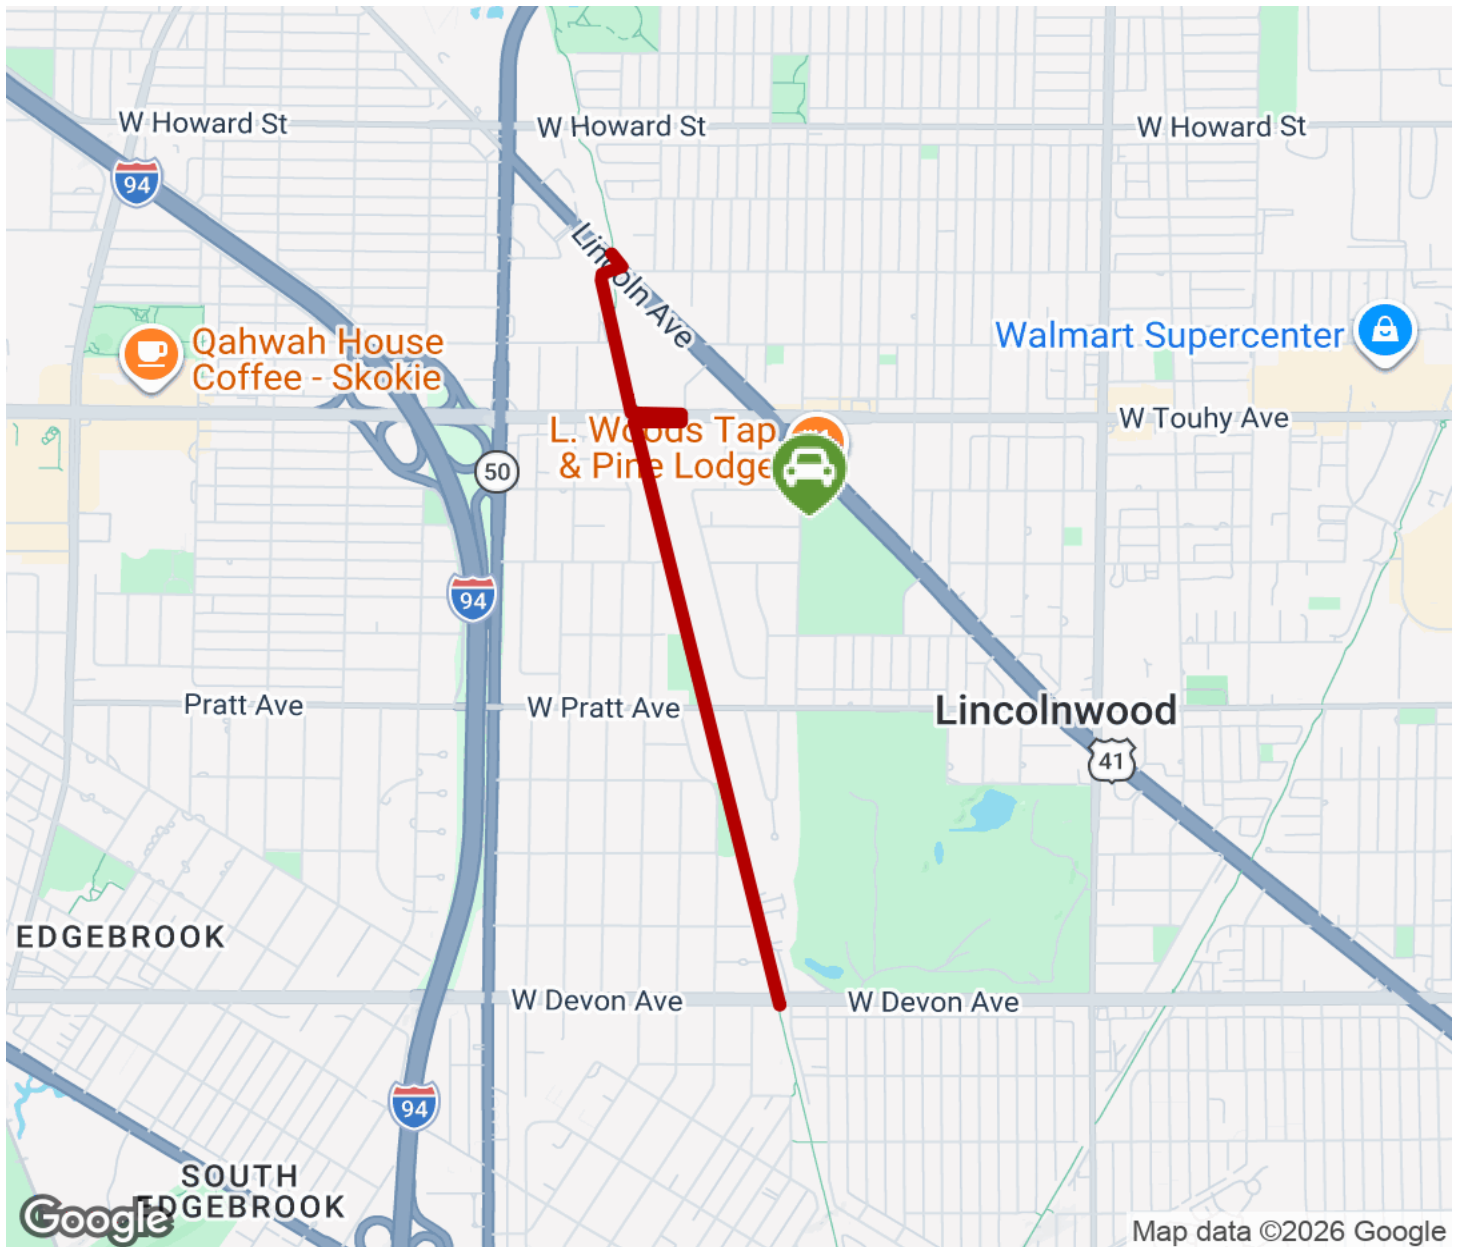 W Howard St
W Howard St
W Howard St
94
Lincoln Ave
Qahwah House
Coffee - Skokie
Walmart Supercenter
W Touhy Ave
L. Woods Tap
& Pine Lodge
50
94
Pratt Ave
W Pratt Ave
Lincolnwood
41
EDGEBROOK
W Devon Ave
W Devon Ave
94
SOUTH
EDGEBROOK
Google
Map data ©2026 Google